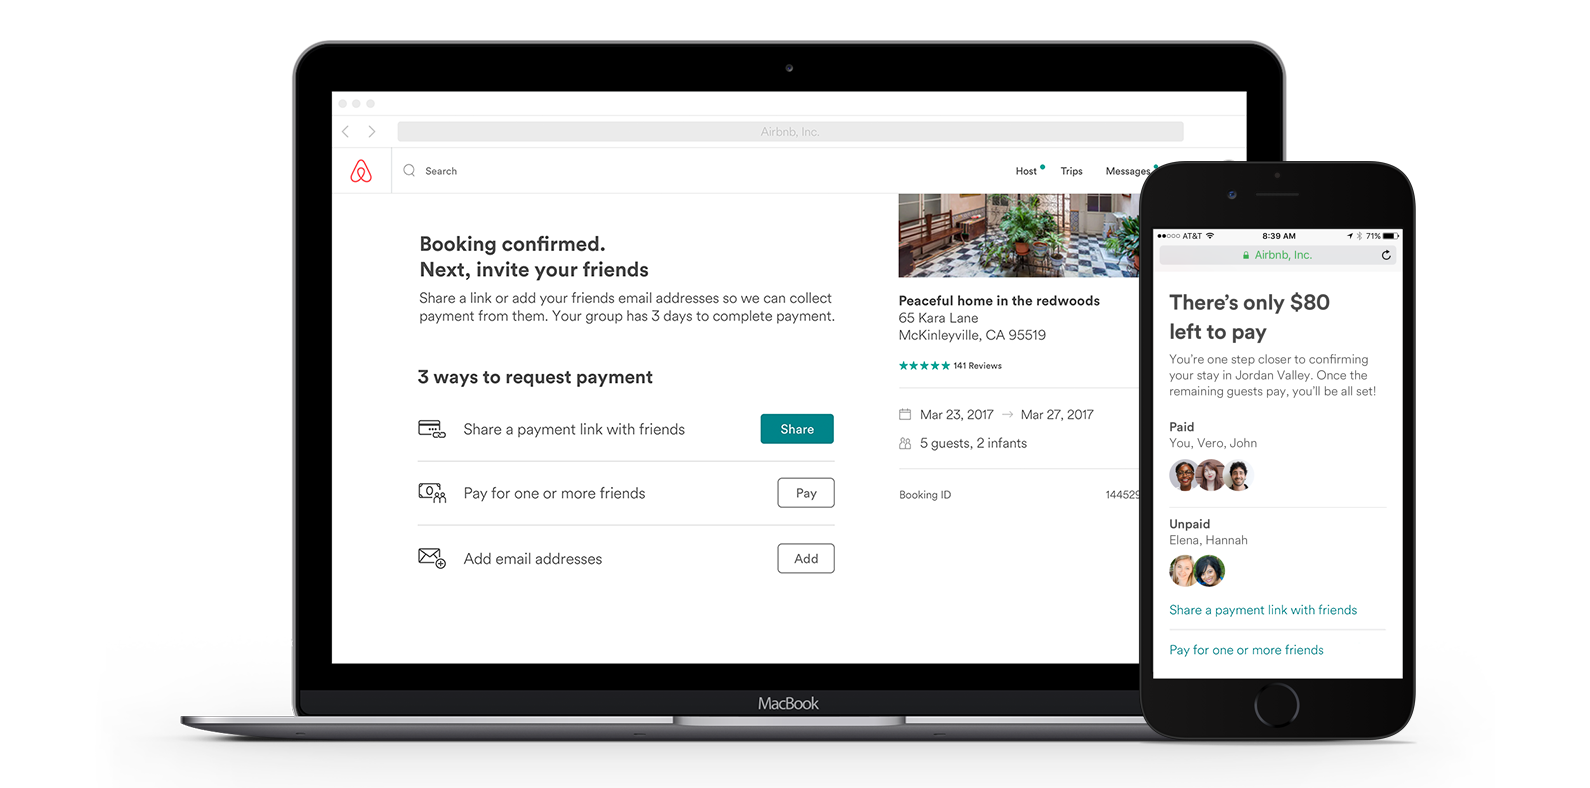 Airbnb, Inc.
Search
Host
Trips
Messages
Booking confirmed.
Next, invite your friends
Share a link or add your friends email addresses so we can collect
payment from them. Your group has 3 days to complete payment.
3 ways to request payment
Share a payment link with friends
Share
Pay for one or more friends
Pay
Add email addresses
Add
Peaceful home in the redwoods
65 Kara Lane
McKinleyville, CA 95519
141 Reviews
Mar 23, 2017 → Mar 27, 2017
5 guests, 2 infants
Booking ID
144529
MacBook
AT&T
8:39 AM
71%
Airbnb, Inc.
There's only $80
left to pay
You're one step closer to confirming
your stay in Jordan Valley. Once the
remaining guests pay, you'll be all set!
Paid
You, Vero, John
Unpaid
Elena, Hannah
Share a payment link with friends
Pay for one or more friends